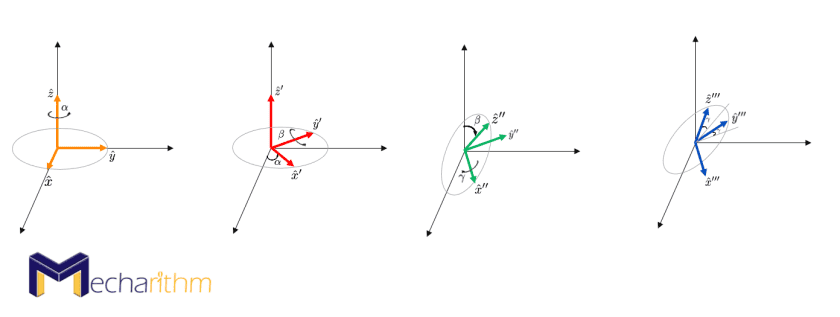 ẑ α ŷ x̂
ẑ′ ŷ′ β α x̂′
β ẑ″ ŷ″ γ x̂″
ẑ‴ ŷ‴ x̂‴
Mecharithm